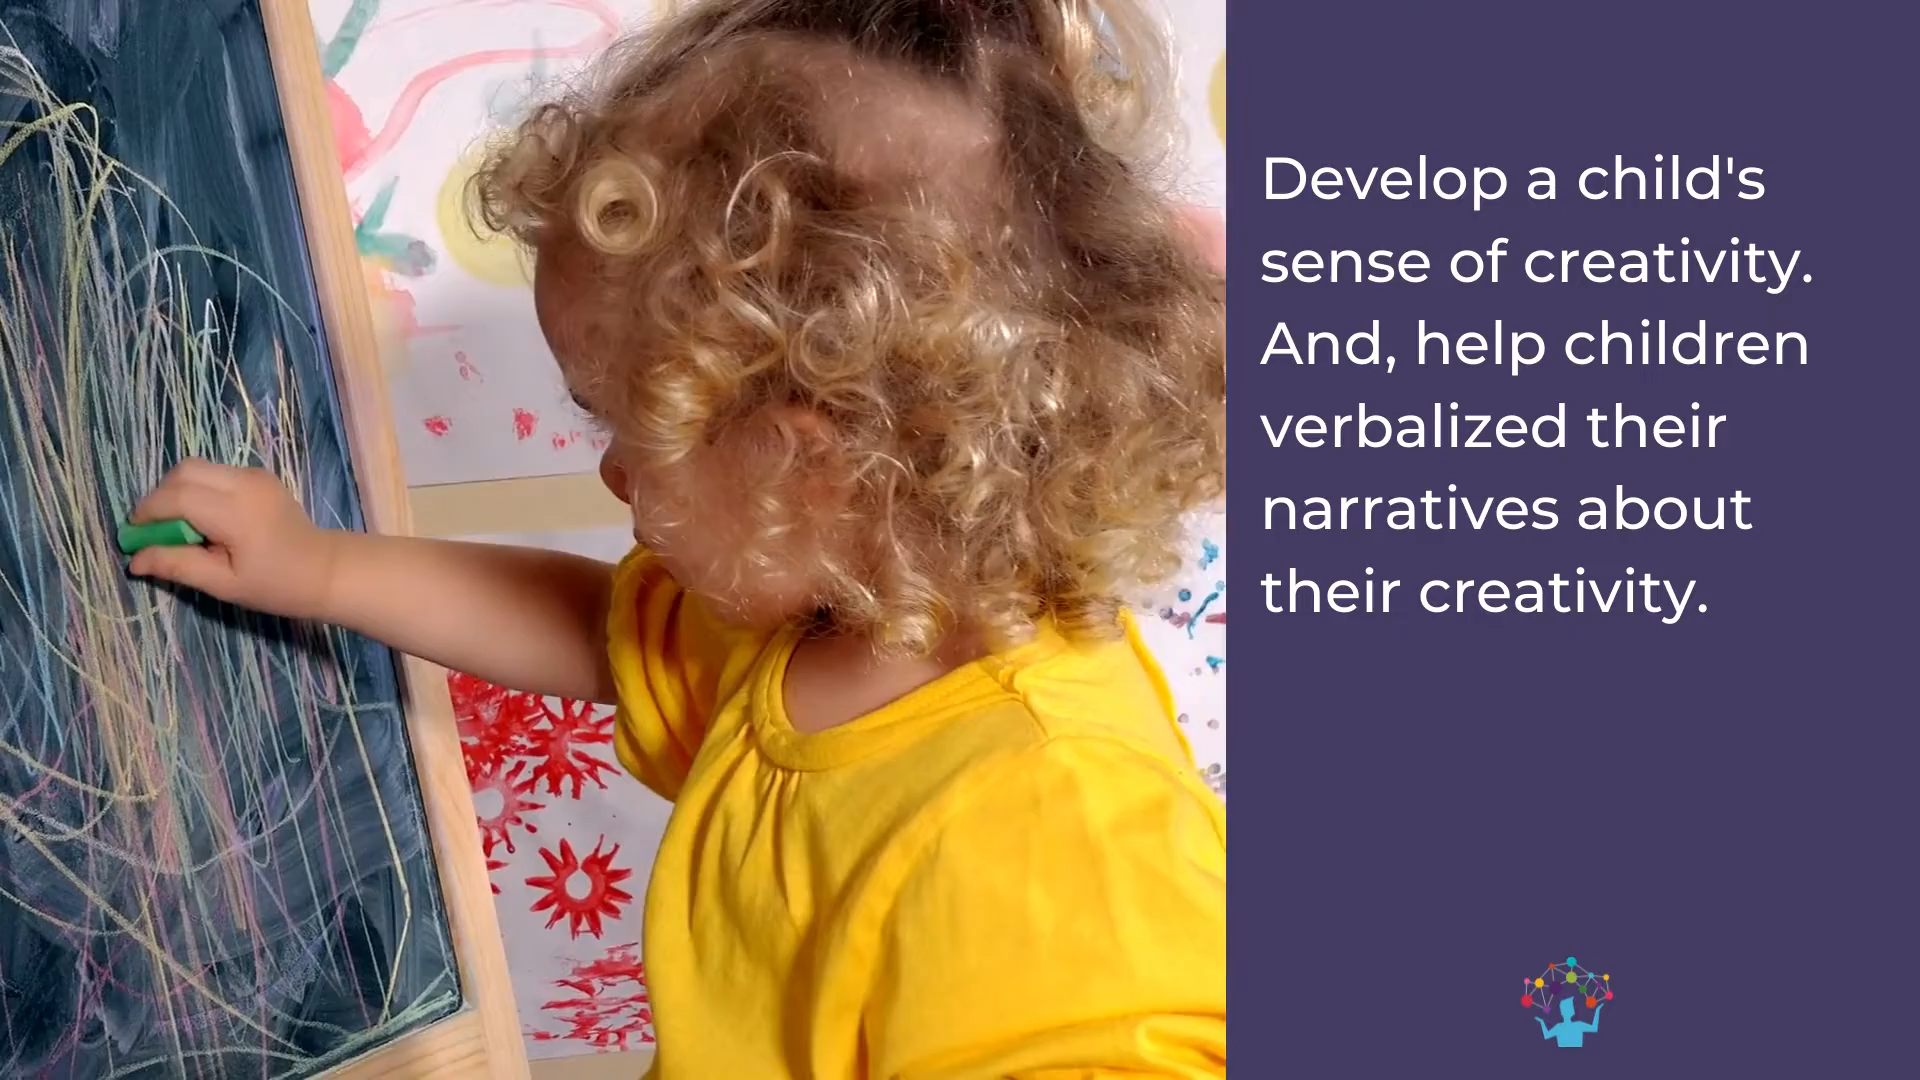 Develop a child's
sense of creativity.
And, help children
verbalized their
narratives about
their creativity.